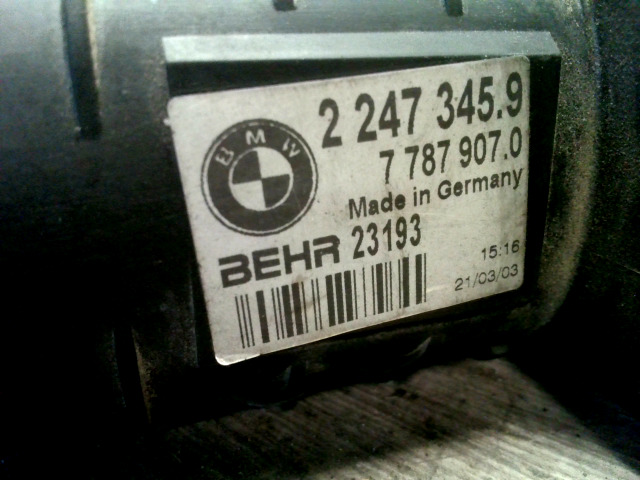 BMW
2 247 345.9
7 787 907.0
Made in Germany
BEHR 23193
15:16
21/03/03